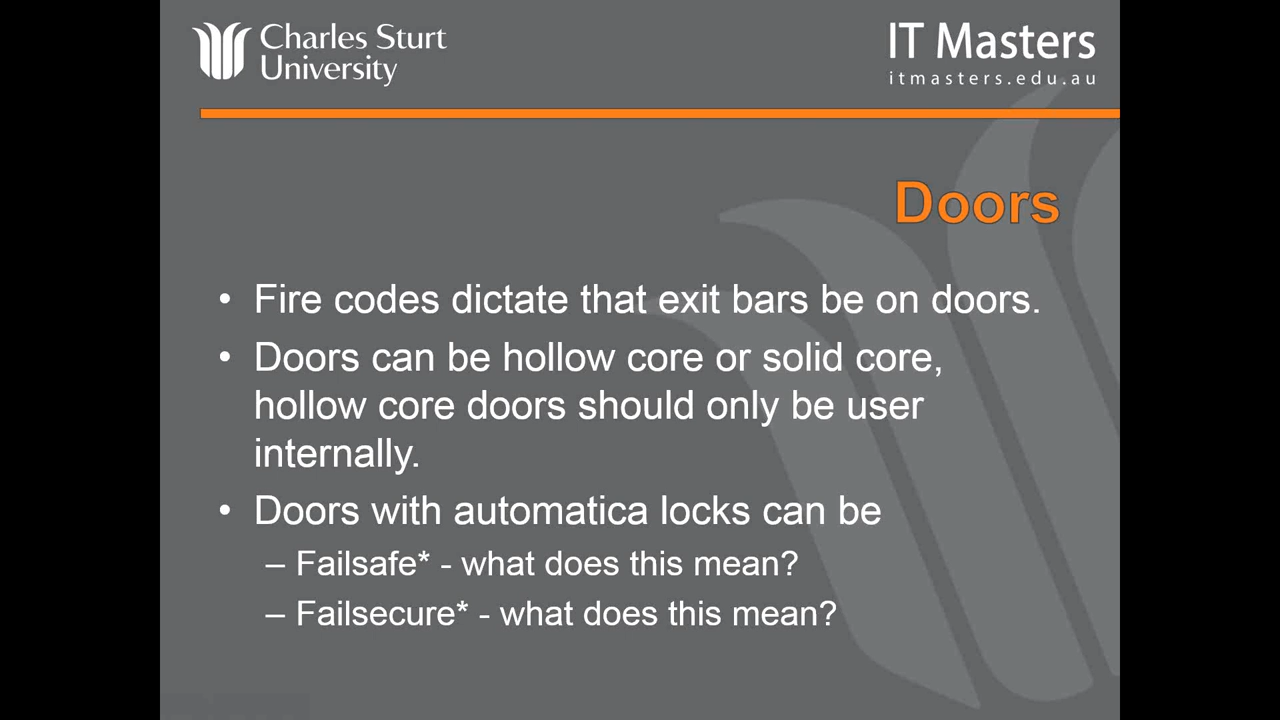 Charles Sturt
University
IT Masters
itmasters.edu.au
Doors
• Fire codes dictate that exit bars be on doors.
• Doors can be hollow core or solid core,
hollow core doors should only be user
internally.
• Doors with automatica locks can be
– Failsafe* - what does this mean?
– Failsecure* - what does this mean?